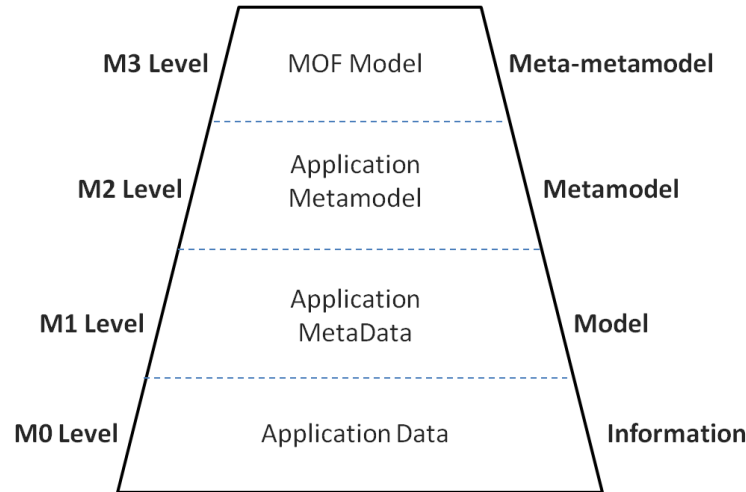 M3 Level MOF Model Meta-metamodel
Application
M2 Level Metamodel Metamodel
Application
M1 Level MetaData Model
M0 Level Application Data Information